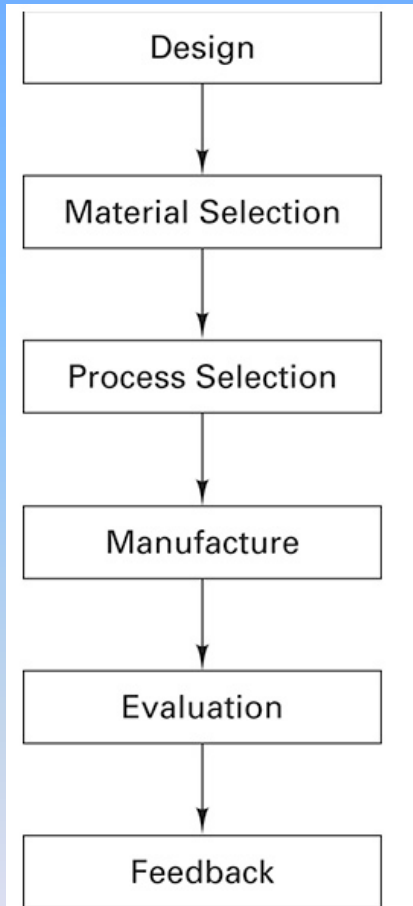 Design
Material Selection
Process Selection
Manufacture
Evaluation
Feedback